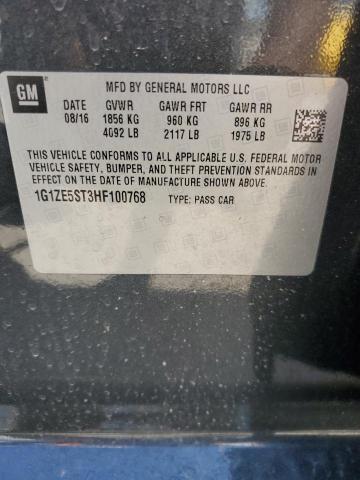 GM
MFD BY GENERAL MOTORS LLC
DATE GVWR GAWR FRT GAWR RR
08/16 1856 KG 960 KG 896 KG
4092 LB 2117 LB 1975 LB
THIS VEHICLE CONFORMS TO ALL APPLICABLE U.S. FEDERAL MOTOR
VEHICLE SAFETY, BUMPER, AND THEFT PREVENTION STANDARDS
IN EFFECT ON THE DATE OF MANUFACTURE SHOWN ABOVE.
1G1ZE5ST3HF100768 TYPE: PASS CAR